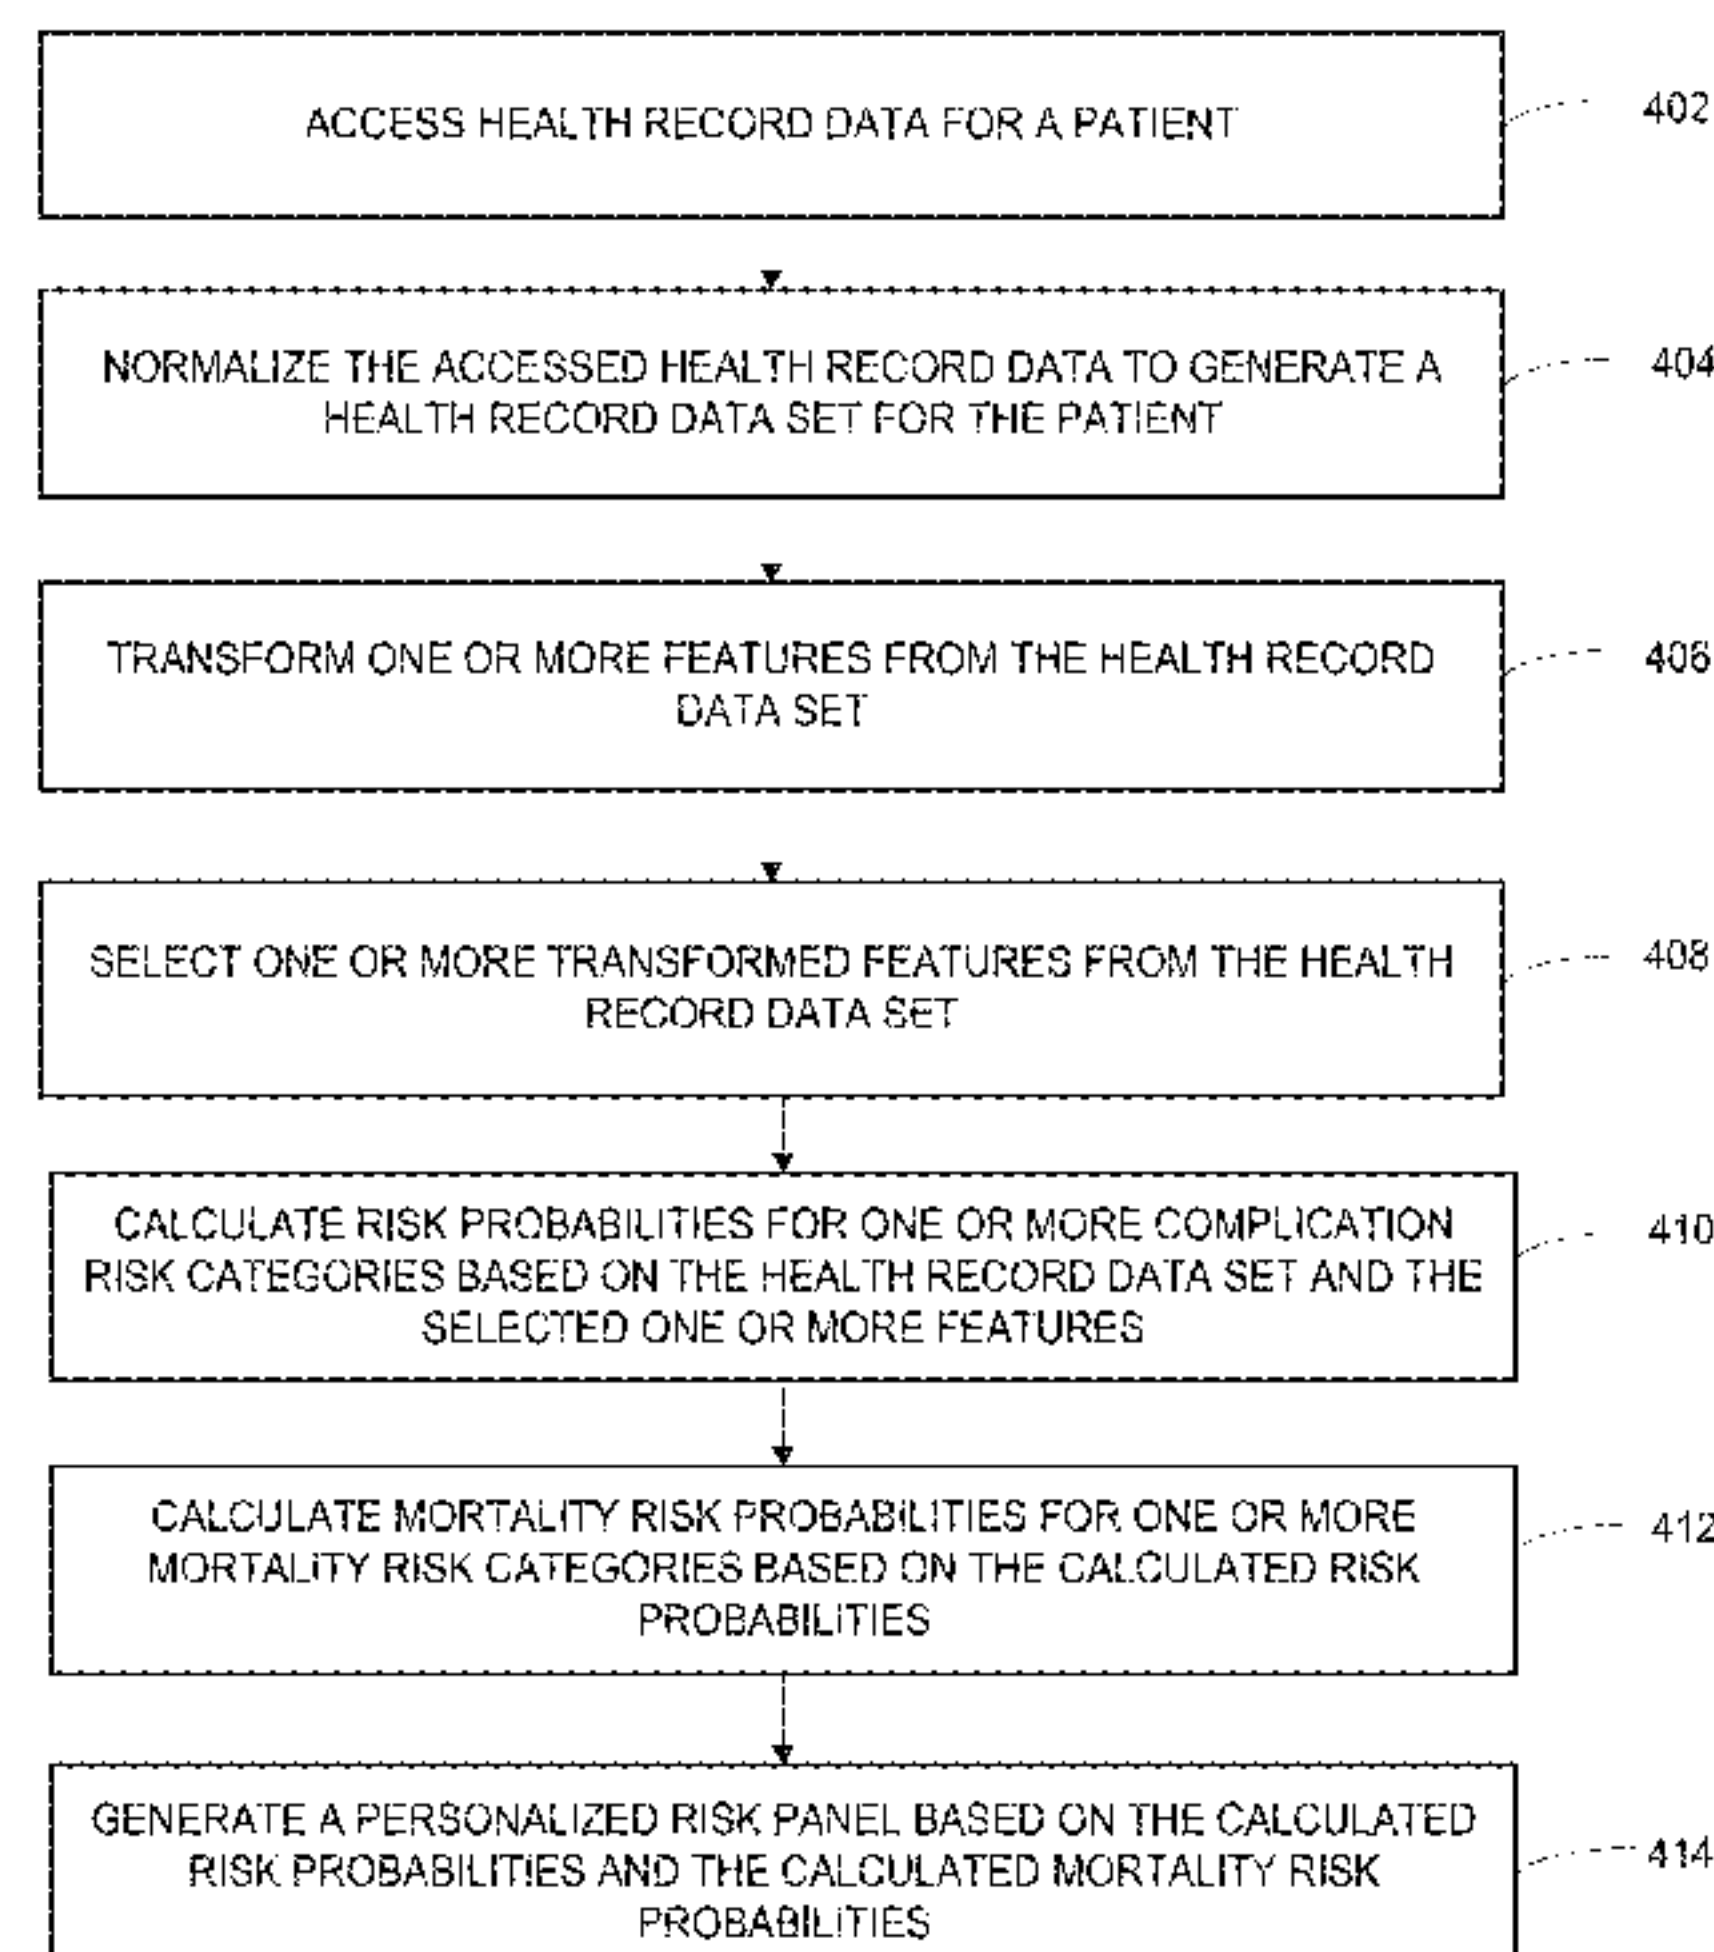 ACCESS HEALTH RECORD DATA FOR A PATIENT
402
NORMALIZE THE ACCESSED HEALTH RECORD DATA TO GENERATE A
HEALTH RECORD DATA SET FOR THE PATIENT
404
TRANSFORM ONE OR MORE FEATURES FROM THE HEALTH RECORD
DATA SET
406
SELECT ONE OR MORE TRANSFORMED FEATURES FROM THE HEALTH
RECORD DATA SET
408
CALCULATE RISK PROBABILITIES FOR ONE OR MORE COMPLICATION
RISK CATEGORIES BASED ON THE HEALTH RECORD DATA SET AND THE
SELECTED ONE OR MORE FEATURES
410
CALCULATE MORTALITY RISK PROBABILITIES FOR ONE OR MORE
MORTALITY RISK CATEGORIES BASED ON THE CALCULATED RISK
PROBABILITIES
412
GENERATE A PERSONALIZED RISK PANEL BASED ON THE CALCULATED
RISK PROBABILITIES AND THE CALCULATED MORTALITY RISK
PROBABILITIES
414